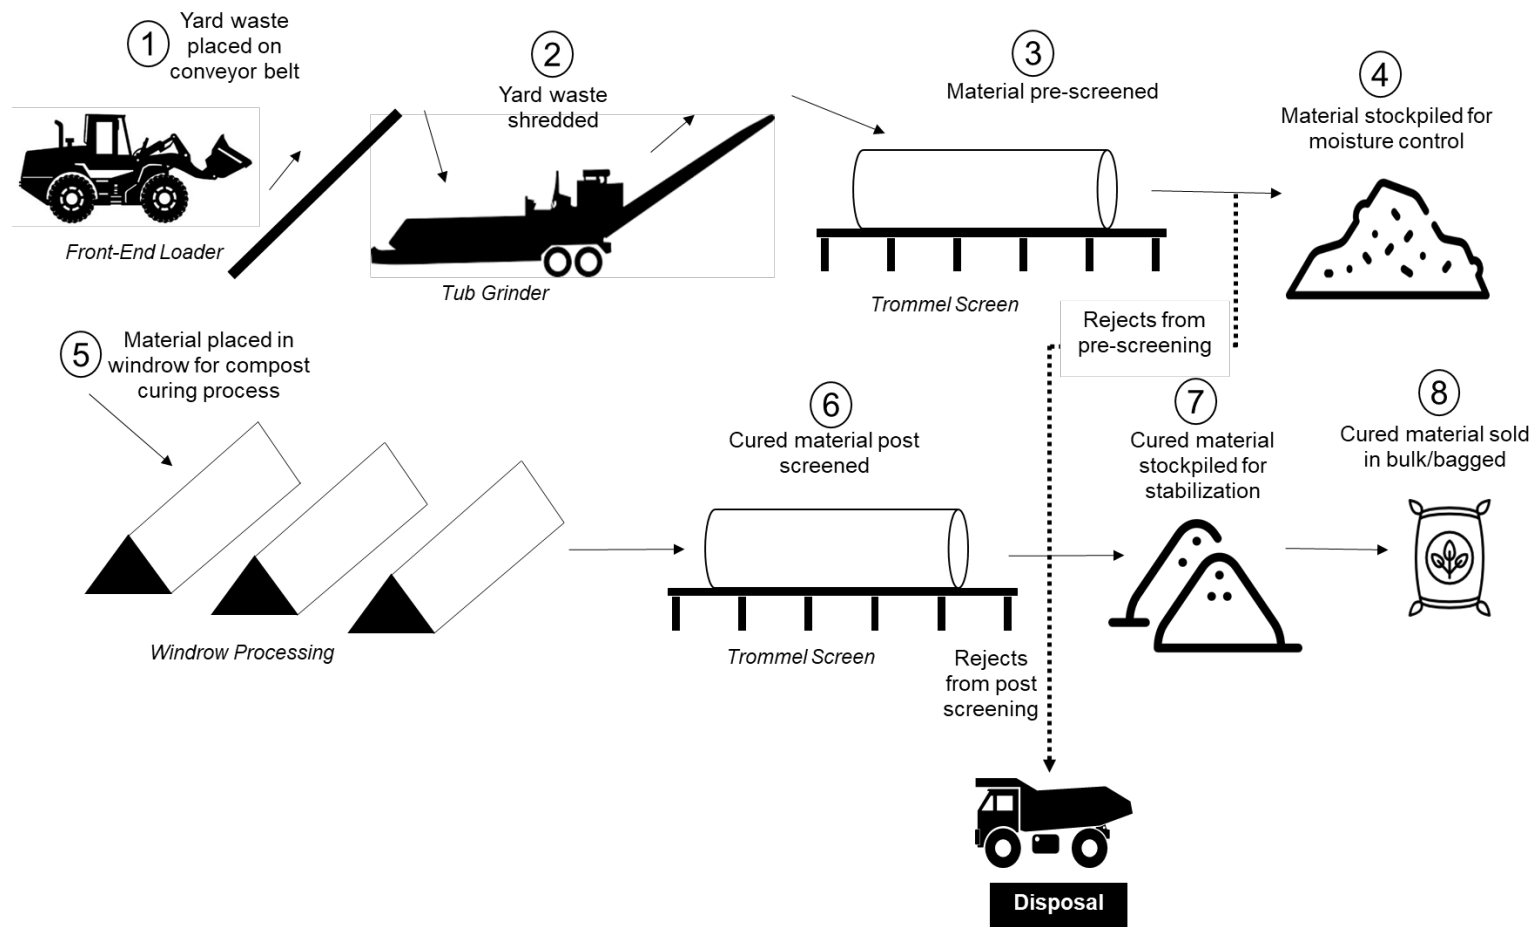 1
Yard waste
placed on
conveyor belt
Front-End Loader
2
Yard waste
shredded
Tub Grinder
3
Material pre-screened
Trommel Screen
4
Material stockpiled for
moisture control
Rejects from
pre-screening
5
Material placed in
windrow for compost
curing process
Windrow Processing
6
Cured material post
screened
Trommel Screen
Rejects
from post
screening
7
Cured material
stockpiled for
stabilization
8
Cured material sold
in bulk/bagged
Disposal